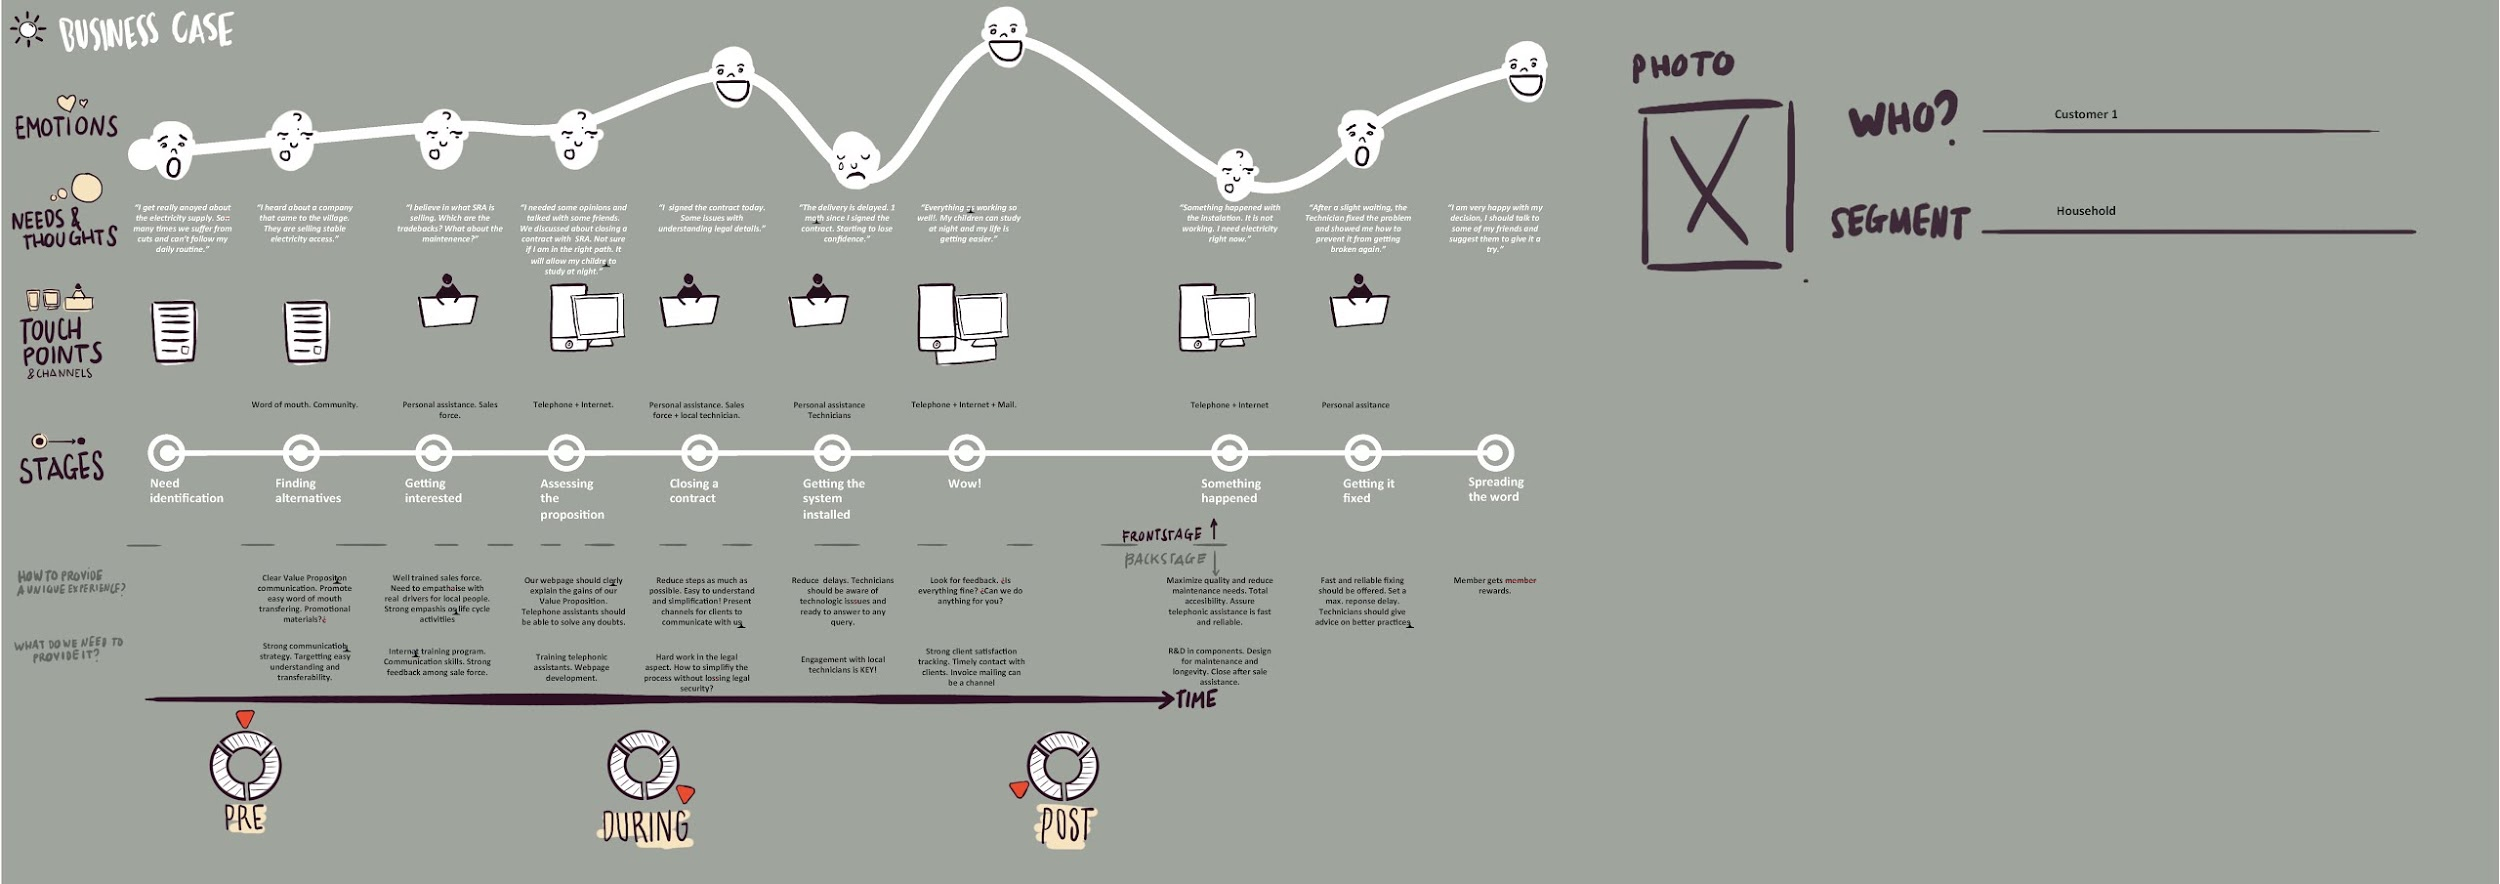 BUSINESS CASE
EMOTIONS
NEEDS &
THOUGHTS
"I get really anoyed about
the electricity supply. So::
many times we suffer from
cuts and can't follow my
daily routine."
"I heard about a company
that came to the village.
They are selling stable
electricity access."
"I believe in what SRA is
selling. Which are the
tradebacks? What about the
maintenence?"
"I needed some opinions and
talked with some friends.
We discussed about closing a
contract with SRA. Not sure
if I am in the right path. It
will allow my childre to
study at night."
"I signed the contract today.
Some issues with
understanding legal details."
"The delivery is delayed. 1
moth since I signed the
contract. Starting to lose
confidence."
"Everything is working so
well!. My children can study
at night and my life is
getting easier."
"Something happened with
the instalation. It is not
working. I need electricity
right now."
"After a slight waiting, the
Technician fixed the problem
and showed me how to
prevent it from getting
broken again."
"I am very happy with my
decision, I should talk to
some of my friends and
suggest them to give it a
try."
TOUCH
POINTS
& CHANNELS
Word of mouth. Community.
Personal assistance. Sales
force.
Telephone + Internet.
Personal assistance. Sales
force + local technician.
Personal assistance
Technicians
Telephone + Internet + Mail.
Telephone + Internet
Personal assitance
STAGES
Need
identification
Finding
alternatives
Getting
interested
Assessing
the
proposition
Closing a
contract
Getting the
system
installed
Wow!
Something
happened
Getting it
fixed
Spreading
the word
FRONTSTAGE
BACKSTAGE
HOW TO PROVIDE
A UNIQUE EXPERIENCE?
Clear Value Propositon
communication. Promote
easy word of mouth
transfering. Promotional
materials?¿
Well trained sales force.
Need to empathaise with
real drivers for local people.
Strong empashis on life cycle
activitiies
Our webpage should clerly
explain the gains of our
Value Proposition.
Telephone assistants should
be able to solve any doubts.
Reduce steps as much as
possible. Easy to understand
and simplification! Present
channels for clients to
communicate with us
Reduce delays. Technicians
should be aware of
technologic isssues and
ready to answer to any
query.
Look for feedback. ¿Is
everything fine? ¿Can we do
anything for you?
Maximize quality and reduce
maintenance needs. Total
accesibility. Assure
telephonic assistance is fast
and reliable.
Fast and reliable fixing
should be offered. Set a
max. reponse delay.
Technicians should give
advice on better practices
Member gets member
rewards.
WHAT DO WE NEED TO
PROVIDE IT?
Strong communication
strategy. Targetting easy
understanding and
transferability.
Internat training program.
Communication skills. Strong
feedback among sale force.
Training telephonic
assistants. Webpage
development.
Hard work in the legal
aspect. How to simplifiy the
process without lossing legal
security?
Engagement with local
technicians is KEY!
Strong client satisfaction
tracking. Timely contact with
clients. Invoice mailing can
be a channel
R&D in components. Design
for maintenance and
longevity. Close after sale
assistance.
TIME
PRE
DURING
POST
PHOTO
WHO?
Customer 1
SEGMENT
Household